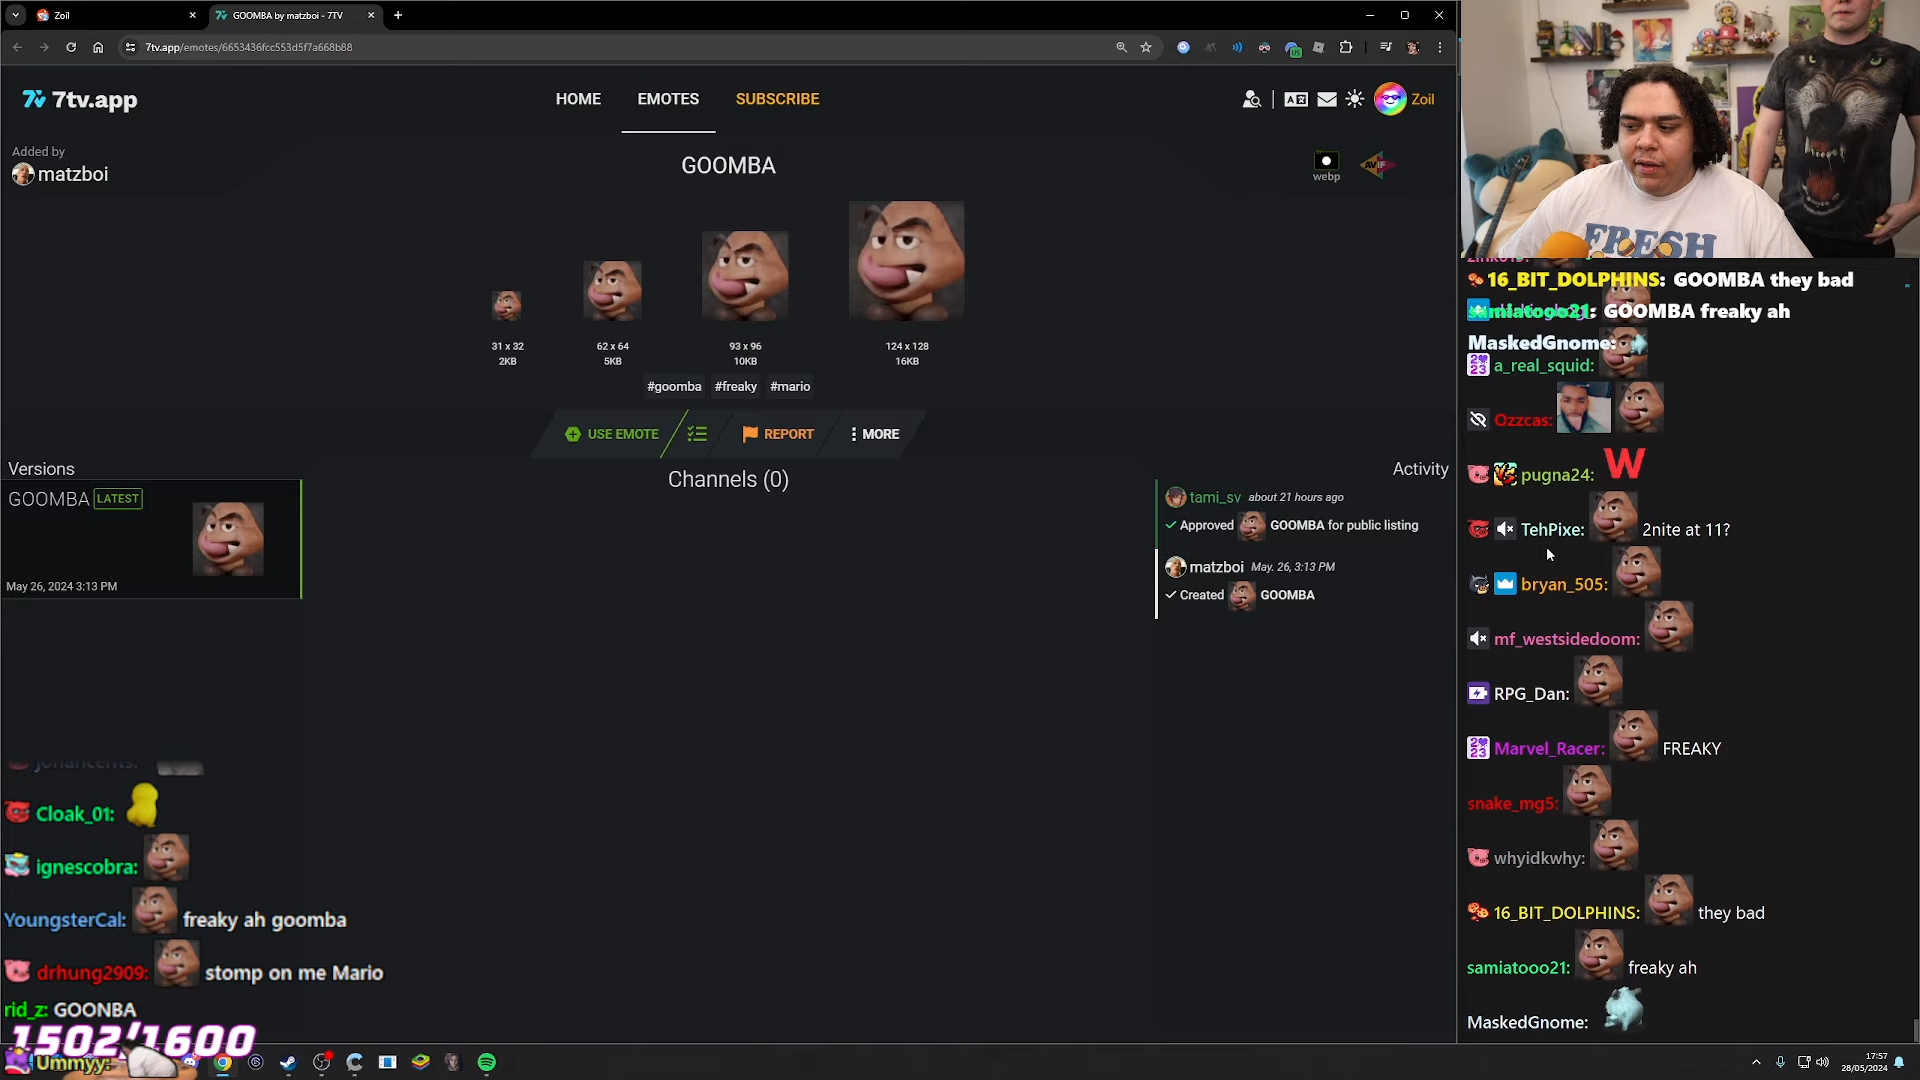 Zoil
GOOMBA by matzboi - 7TV
7tv.app/emotes/6653436fcc553d5f7a668b88
7tv.app
HOME
EMOTES
SUBSCRIBE
Zoil
Added by
matzboi
GOOMBA
webp
AVIF
31 x 32
2KB
62 x 64
5KB
93 x 96
10KB
124 x 128
16KB
#goomba
#freaky
#mario
USE EMOTE
REPORT
MORE
Versions
Channels (0)
Activity
GOOMBA LATEST
May 26, 2024 3:13 PM
tami_sv about 21 hours ago
Approved GOOMBA for public listing
matzboi May. 26, 3:13 PM
Created GOOMBA
Cloak_01:
ignescobra:
YoungsterCal: freaky ah goomba
drhung2909: stomp on me Mario
rid_z: GOONBA
1502/1600
Ummyy:
FRESH
16_BIT_DOLPHINS: GOOMBA they bad
samiatooo21: GOOMBA freaky ah
MaskedGnome:
a_real_squid:
Ozzcas:
pugna24: W
TehPixe: 2nite at 11?
bryan_505:
mf_westsidedoom:
RPG_Dan:
Marvel_Racer: FREAKY
snake_mg5:
whyidkwhy:
16_BIT_DOLPHINS: they bad
samiatooo21: freaky ah
MaskedGnome:
17:57
28/05/2024